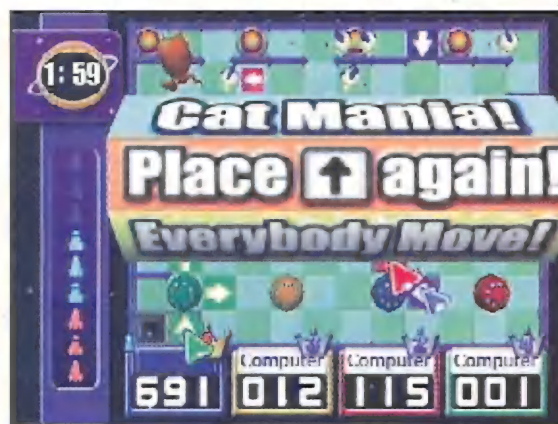 1:59
Cat Mania!
Place ↑ again!
Everybody Move!
Computer Computer Computer
691 012 115 001